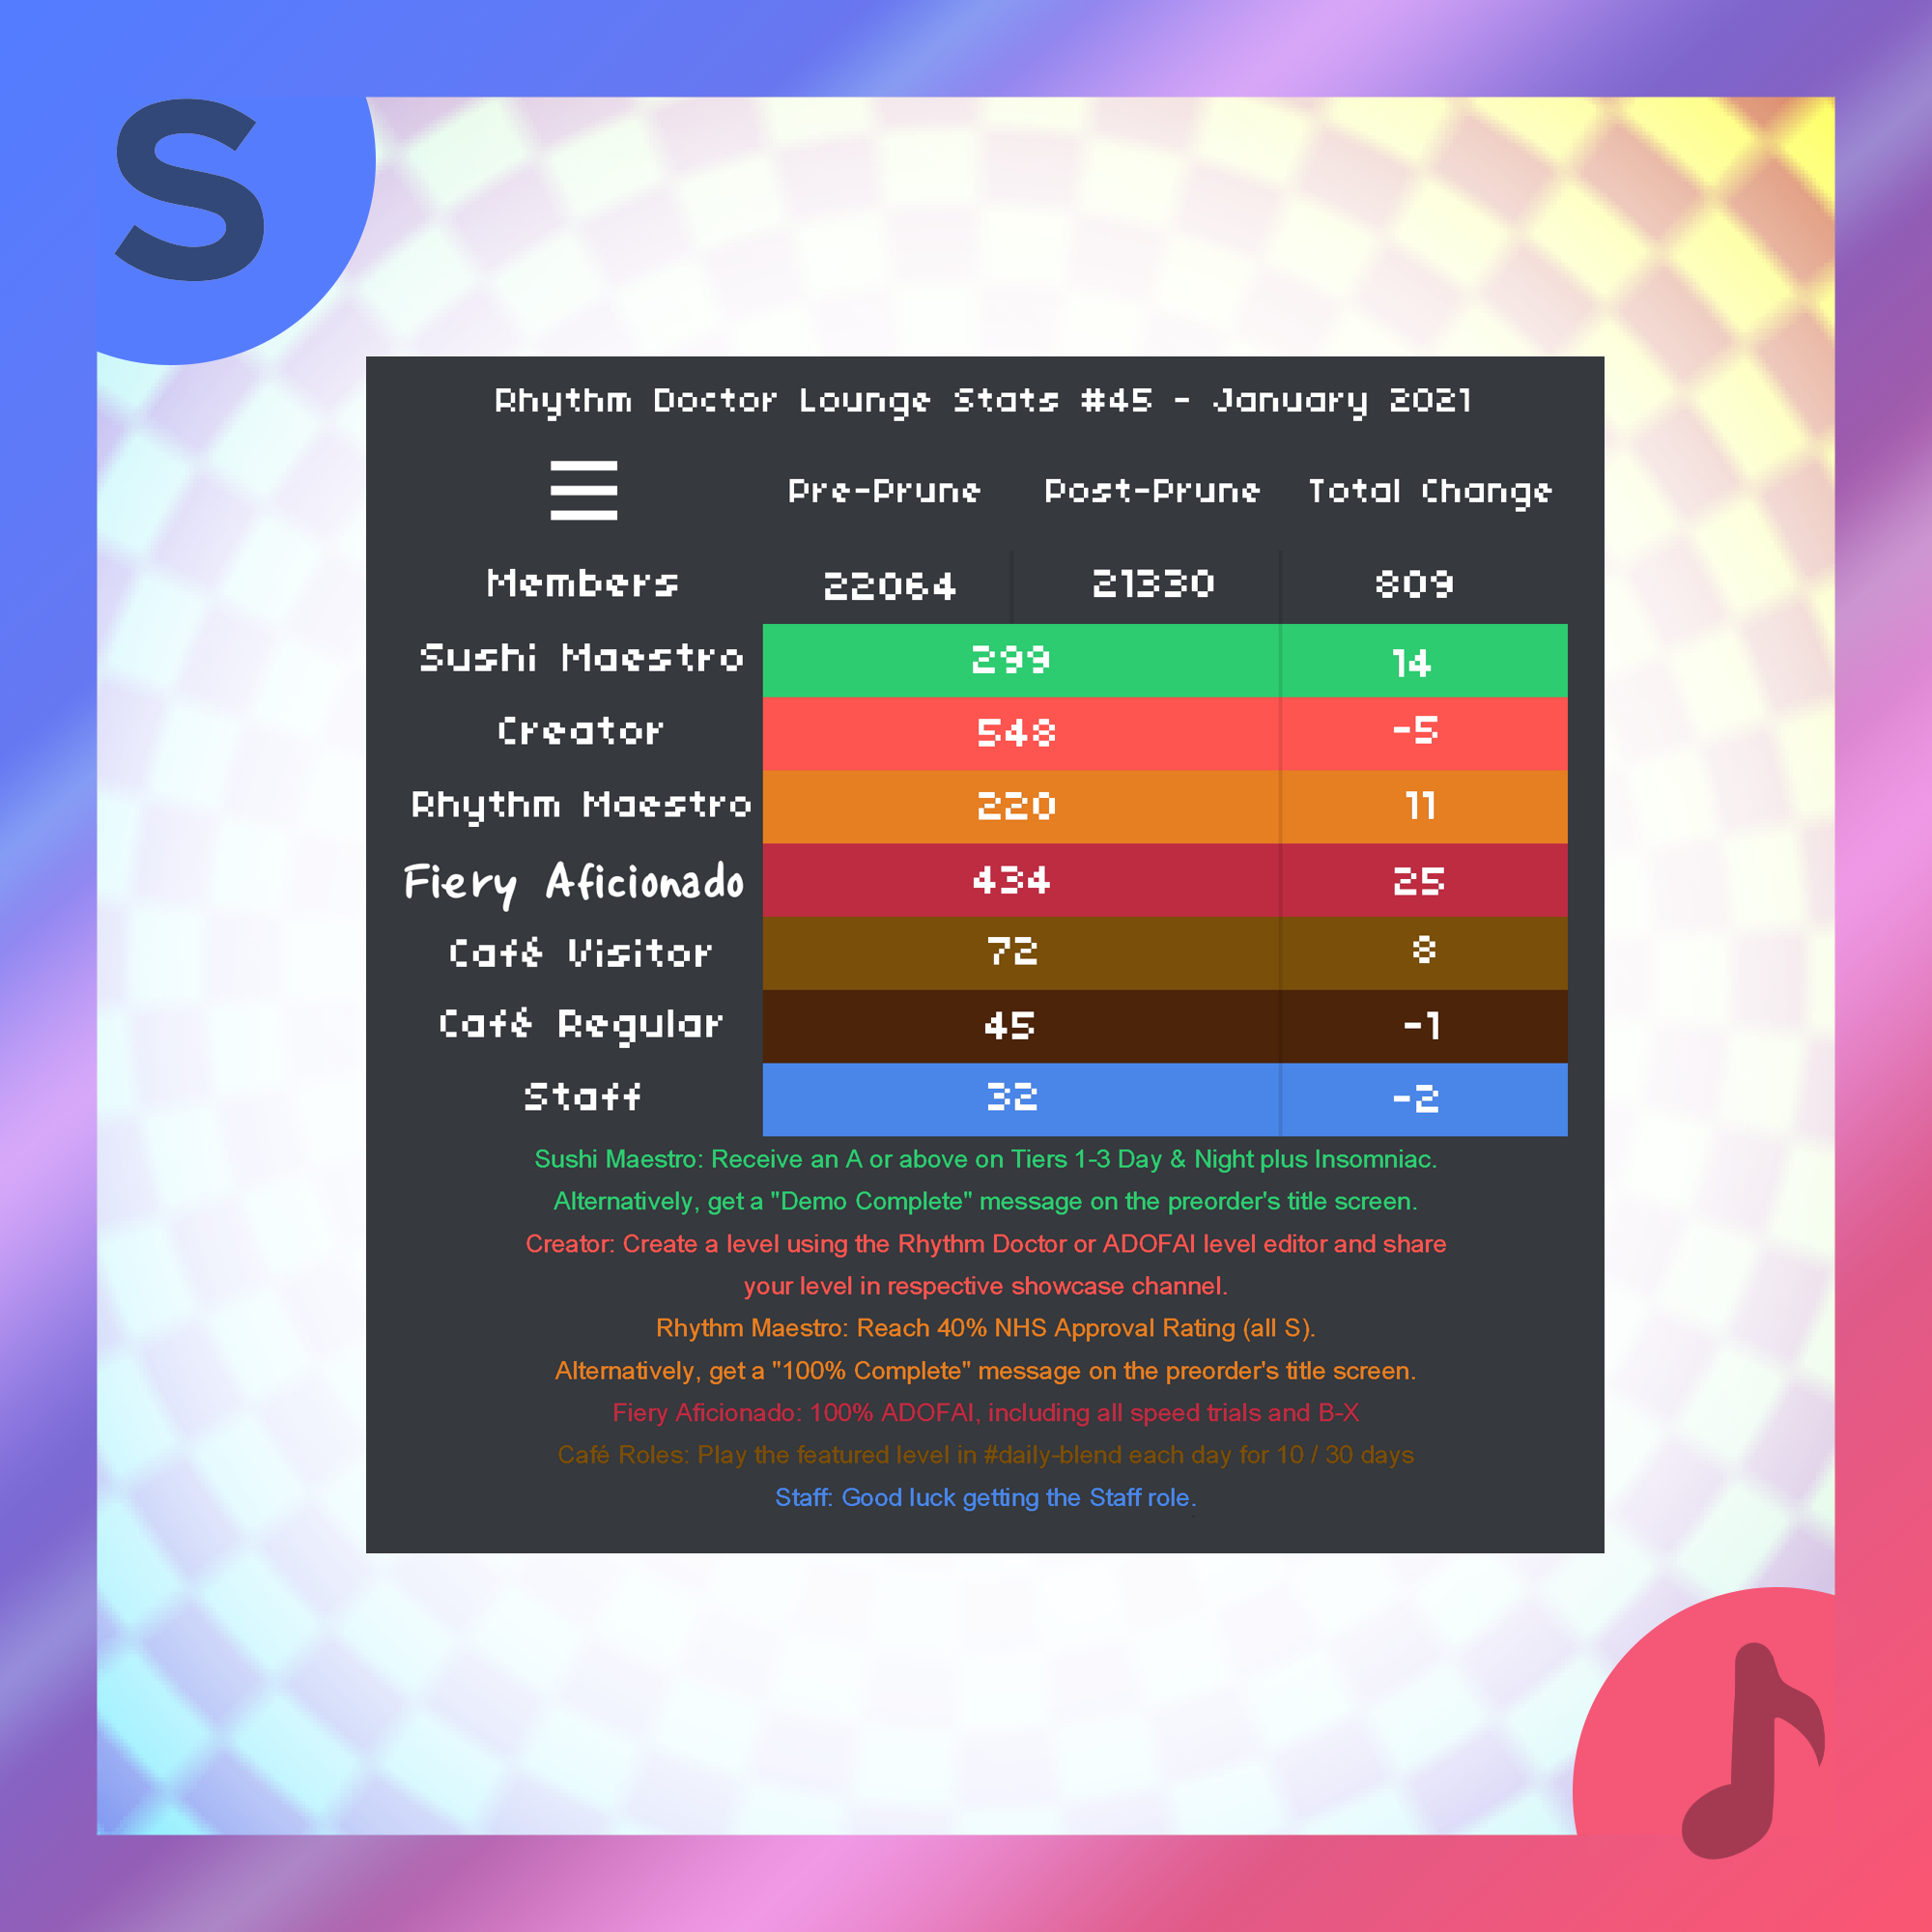 S
Rhythm Doctor Lounge Stats #45 - January 2021
Pre-Prune Post-Prune Total Change
Members 22064 21330 809
Sushi Maestro 299 14
Creator 548 -5
Rhythm Maestro 220 11
Fiery Aficionado 434 25
Café Visitor 72 8
Café Regular 45 -1
Staff 32 -2
Sushi Maestro: Receive an A or above on Tiers 1-3 Day & Night plus Insomniac.
Alternatively, get a "Demo Complete" message on the preorder's title screen.
Creator: Create a level using the Rhythm Doctor or ADOFAI level editor and share
your level in respective showcase channel.
Rhythm Maestro: Reach 40% NHS Approval Rating (all S).
Alternatively, get a "100% Complete" message on the preorder's title screen.
Fiery Aficionado: 100% ADOFAI, including all speed trials and B-X
Café Roles: Play the featured level in #daily-blend each day for 10 / 30 days
Staff: Good luck getting the Staff role.